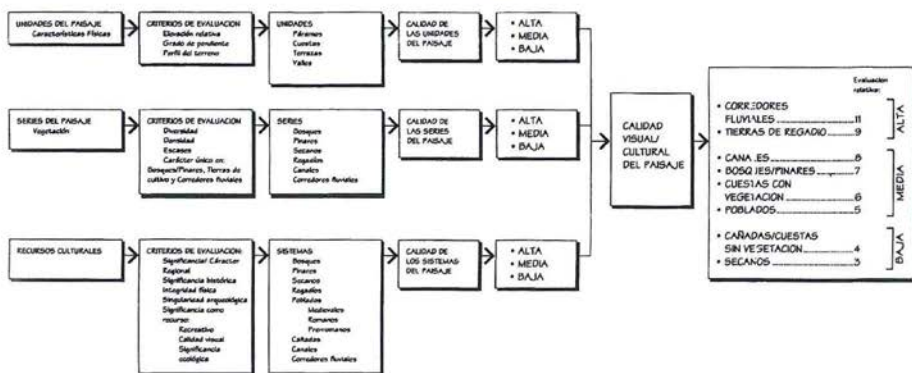 UNIDADES DEL PAISAJE
Características Físicas
CRITERIOS DE EVALUACION
Elevación relativa
Grado de pendiente
Perfil del terreno
UNIDADES
Páramos
Cuestas
Terrazas
Valles
CALIDAD DE
LAS UNIDADES
DEL PAISAJE
• ALTA
• MEDIA
• BAJA
SERIES DEL PAISAJE
Vegetación
CRITERIOS DE EVALUACION
Diversidad
Densidad
Escases
Carácter único en:
Bosques/Pinares, Tierras de
cultivo y Corredores fluviales
SERIES
Bosques
Pinares
Secanos
Regadíos
Canales
Corredores fluviales
CALIDAD DE
LAS SERIES DEL
PAISAJE
• ALTA
• MEDIA
• BAJA
RECURSOS CULTURALES
CRITERIOS DE EVALUACION:
Significancia/ Cáracter
Regional
Significancia histórica
Integridad física
Singularidad arqueológica
Significancia como
recurso:
Recreativo
Calidad visual
Significancia
ecológica
SISTEMAS
Bosques
Pinares
Secanos
Regadíos
Poblados
Medievales
Romanos
Prerromanos
Cañadas
Canales
Corredores fluviales
CALIDAD DE
LOS SISTEMAS DEL
PAISAJE
• ALTA
• MEDIA
• BAJA
CALIDAD
VISUAL/
CULTURAL
DEL PAISAJE
Evaluacion
relativa:
• CORREDORES
FLUVIALES 11
• TIERRAS DE REGADIO 9
ALTA
• CANALES 8
• BOSQUES/PINARES 7
• CUESTAS CON
VEGETACION 6
• POBLADOS 5
MEDIA
• CAÑADAS/CUESTAS
SIN VEGETACION 4
• SECANOS 3
BAJA